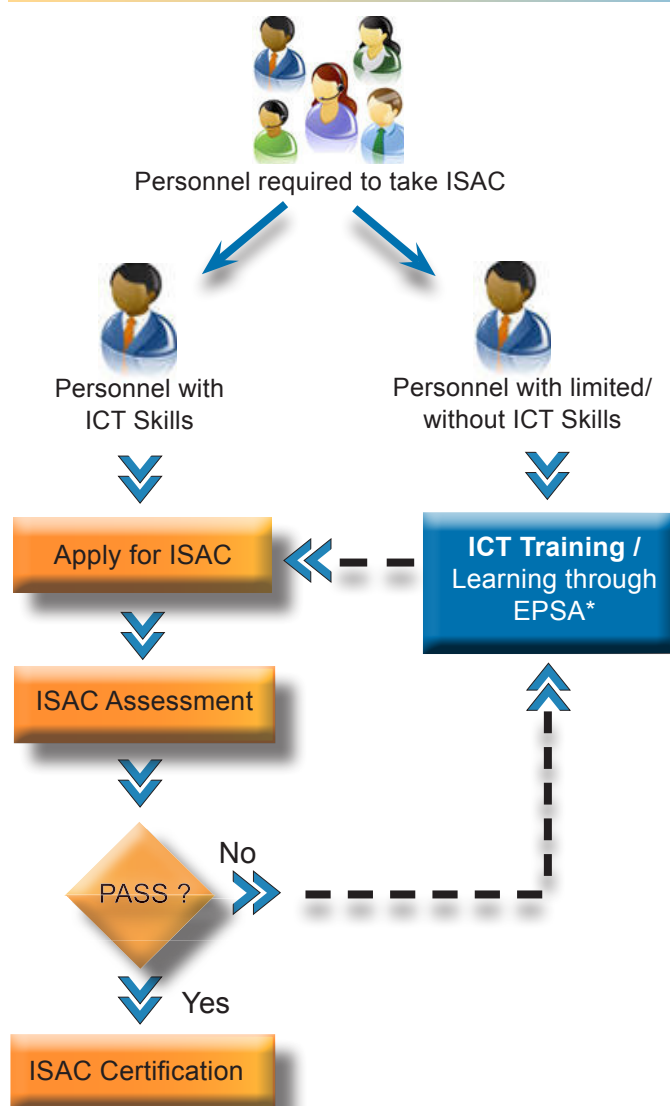 Personnel required to take ISAC
Personnel with
ICT Skills
Personnel with limited/
without ICT Skills
Apply for ISAC
ICT Training /
Learning through
EPSA*
ISAC Assessment
PASS ?
No
Yes
ISAC Certification